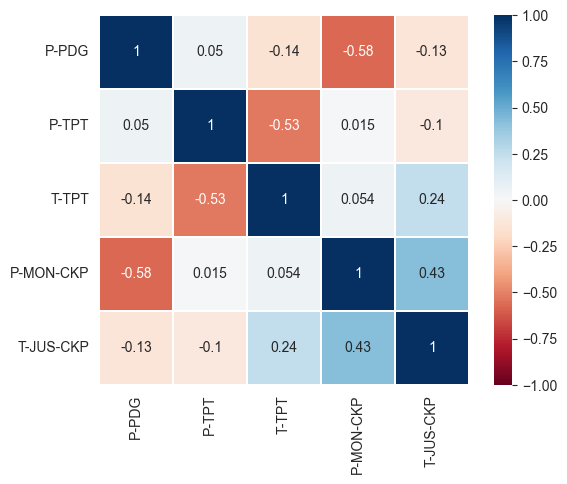 P-PDG 1 0.05 -0.14 -0.58 -0.13
P-TPT 0.05 1 -0.53 0.015 -0.1
T-TPT -0.14 -0.53 1 0.054 0.24
P-MON-CKP -0.58 0.015 0.054 1 0.43
T-JUS-CKP -0.13 -0.1 0.24 0.43 1
P-PDG
P-TPT
T-TPT
P-MON-CKP
T-JUS-CKP
1.00
0.75
0.50
0.25
0.00
−0.25
−0.50
−0.75
−1.00